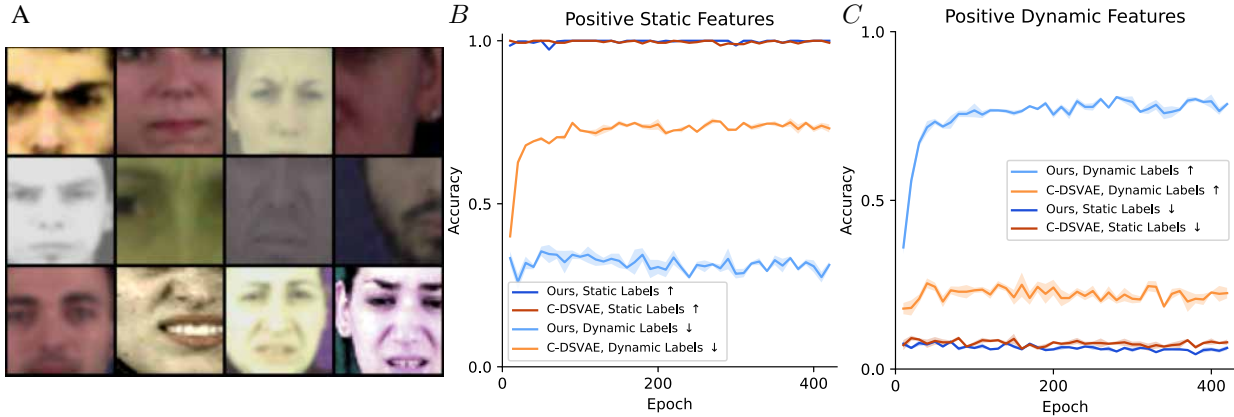 A
B
Positive Static Features
Accuracy
1.0
0.5
0.0
0
200
400
Epoch
Ours, Static Labels ↑
C-DSVAE, Static Labels ↑
Ours, Dynamic Labels ↓
C-DSVAE, Dynamic Labels ↓
C
Positive Dynamic Features
Accuracy
1.0
0.5
0.0
0
200
400
Epoch
Ours, Dynamic Labels ↑
C-DSVAE, Dynamic Labels ↑
Ours, Static Labels ↓
C-DSVAE, Static Labels ↓